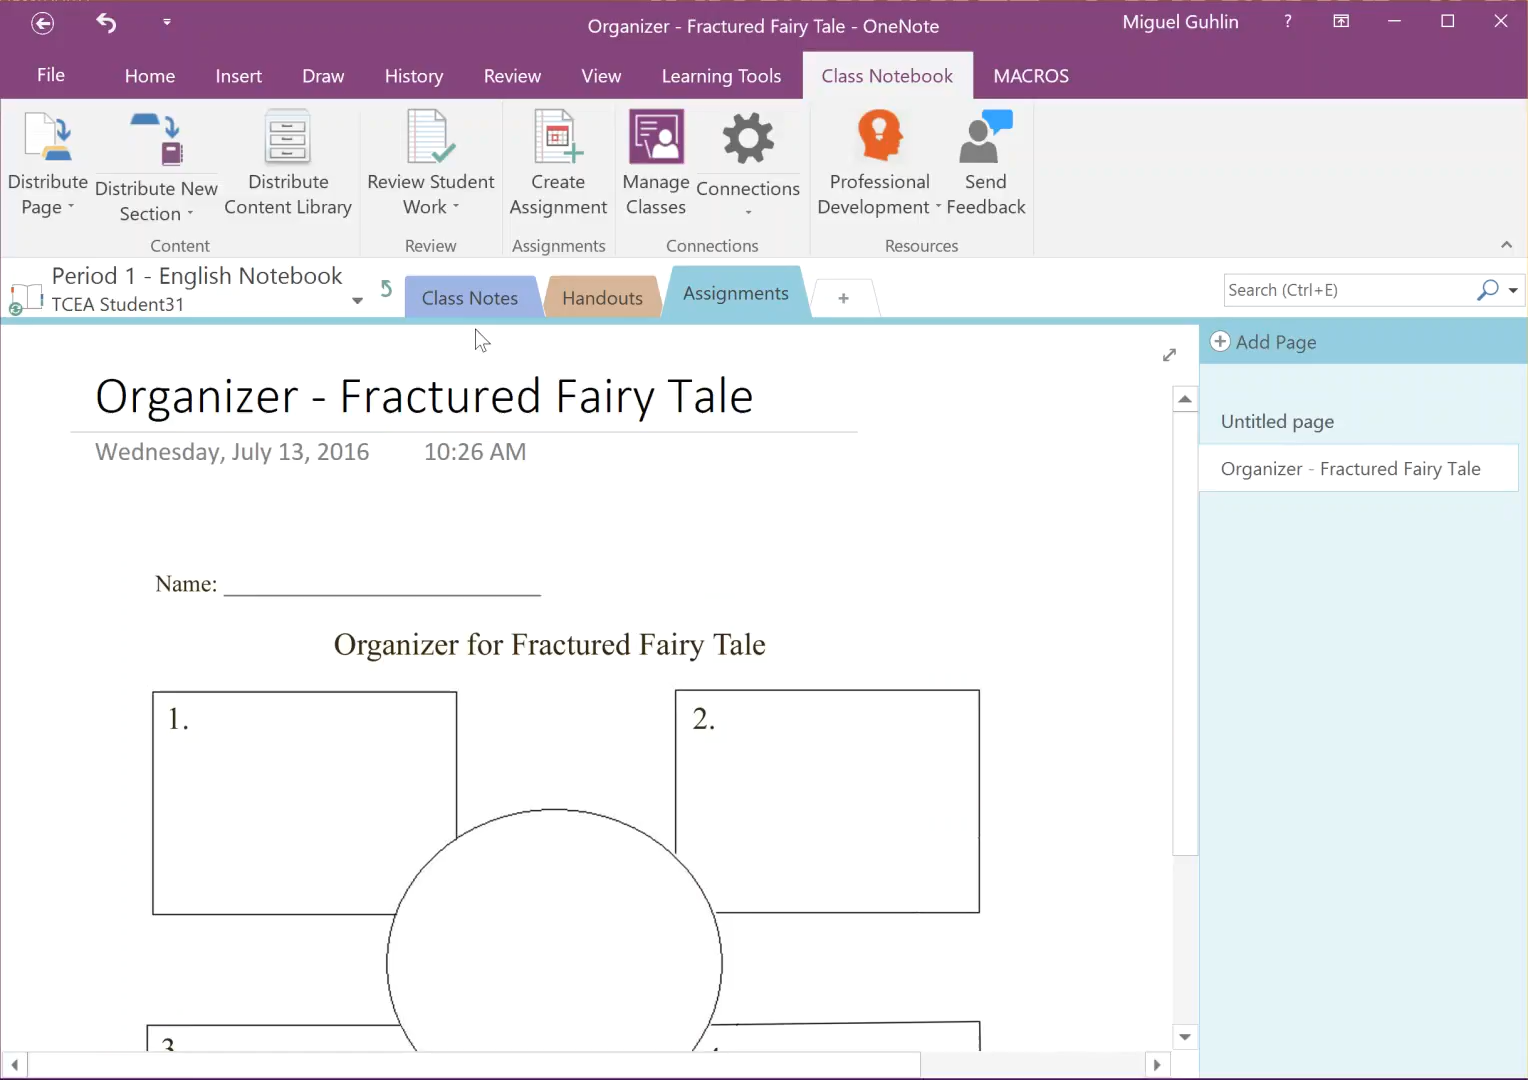 Organizer - Fractured Fairy Tale - OneNote
Miguel Guhlin
?
File
Home
Insert
Draw
History
Review
View
Learning Tools
Class Notebook
MACROS
Distribute
Page
Distribute New
Section
Distribute
Content Library
Content
Review Student
Work
Review
Create
Assignment
Assignments
Manage
Classes
Connections
Connections
Professional
Development
Send
Feedback
Resources
Period 1 - English Notebook
TCEA Student31
Class Notes
Handouts
Assignments
+
Search (Ctrl+E)
Add Page
Untitled page
Organizer - Fractured Fairy Tale
Organizer - Fractured Fairy Tale
Wednesday, July 13, 2016 10:26 AM
Name: ___________________________
Organizer for Fractured Fairy Tale
1.
2.
3